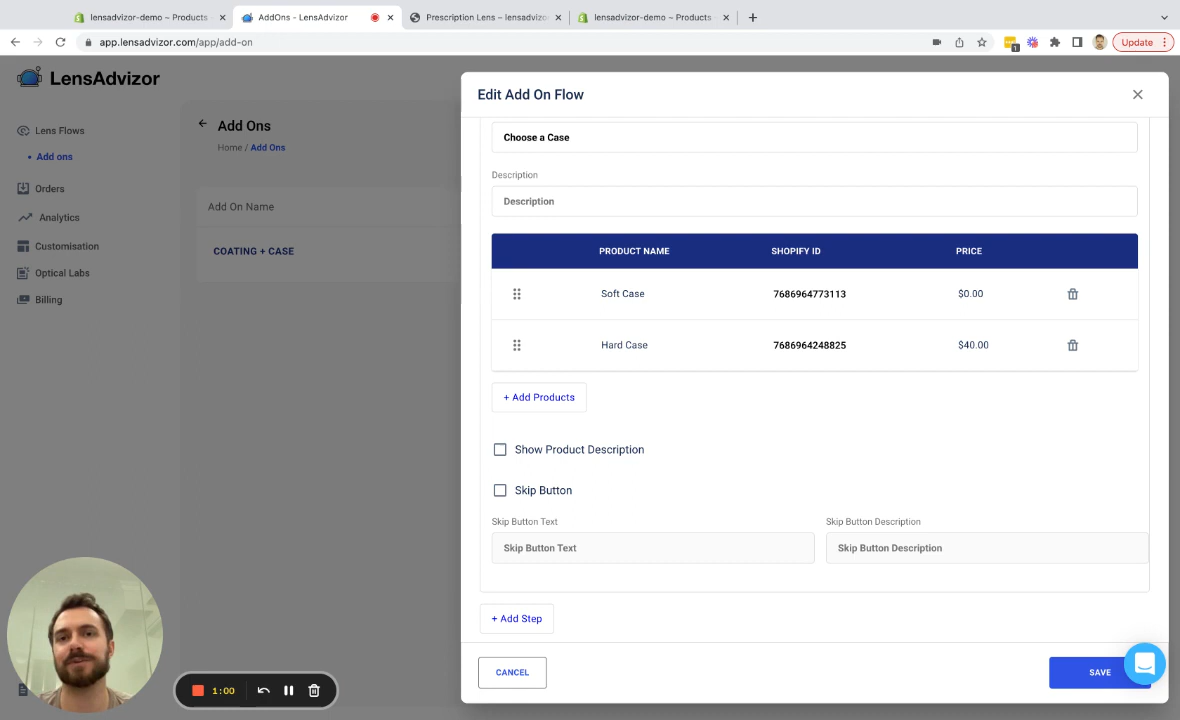 lensadvizor-demo ~ Products
AddOns - LensAdvizor
Prescription Lens – lensadvizo
lensadvizor-demo ~ Products
app.lensadvizor.com/app/add-on
1
Update
LensAdvizor
Lens Flows
Add ons
Orders
Analytics
Customisation
Optical Labs
Billing
Add Ons
Home / Add Ons
Add On Name
COATING + CASE
Edit Add On Flow
Choose a Case
Description
Description
PRODUCT NAME SHOPIFY ID PRICE
Soft Case 7686964773113 $0.00
Hard Case 7686964248825 $40.00
+ Add Products
Show Product Description
Skip Button
Skip Button Text Skip Button Description
Skip Button Text Skip Button Description
+ Add Step
CANCEL SAVE
1:00